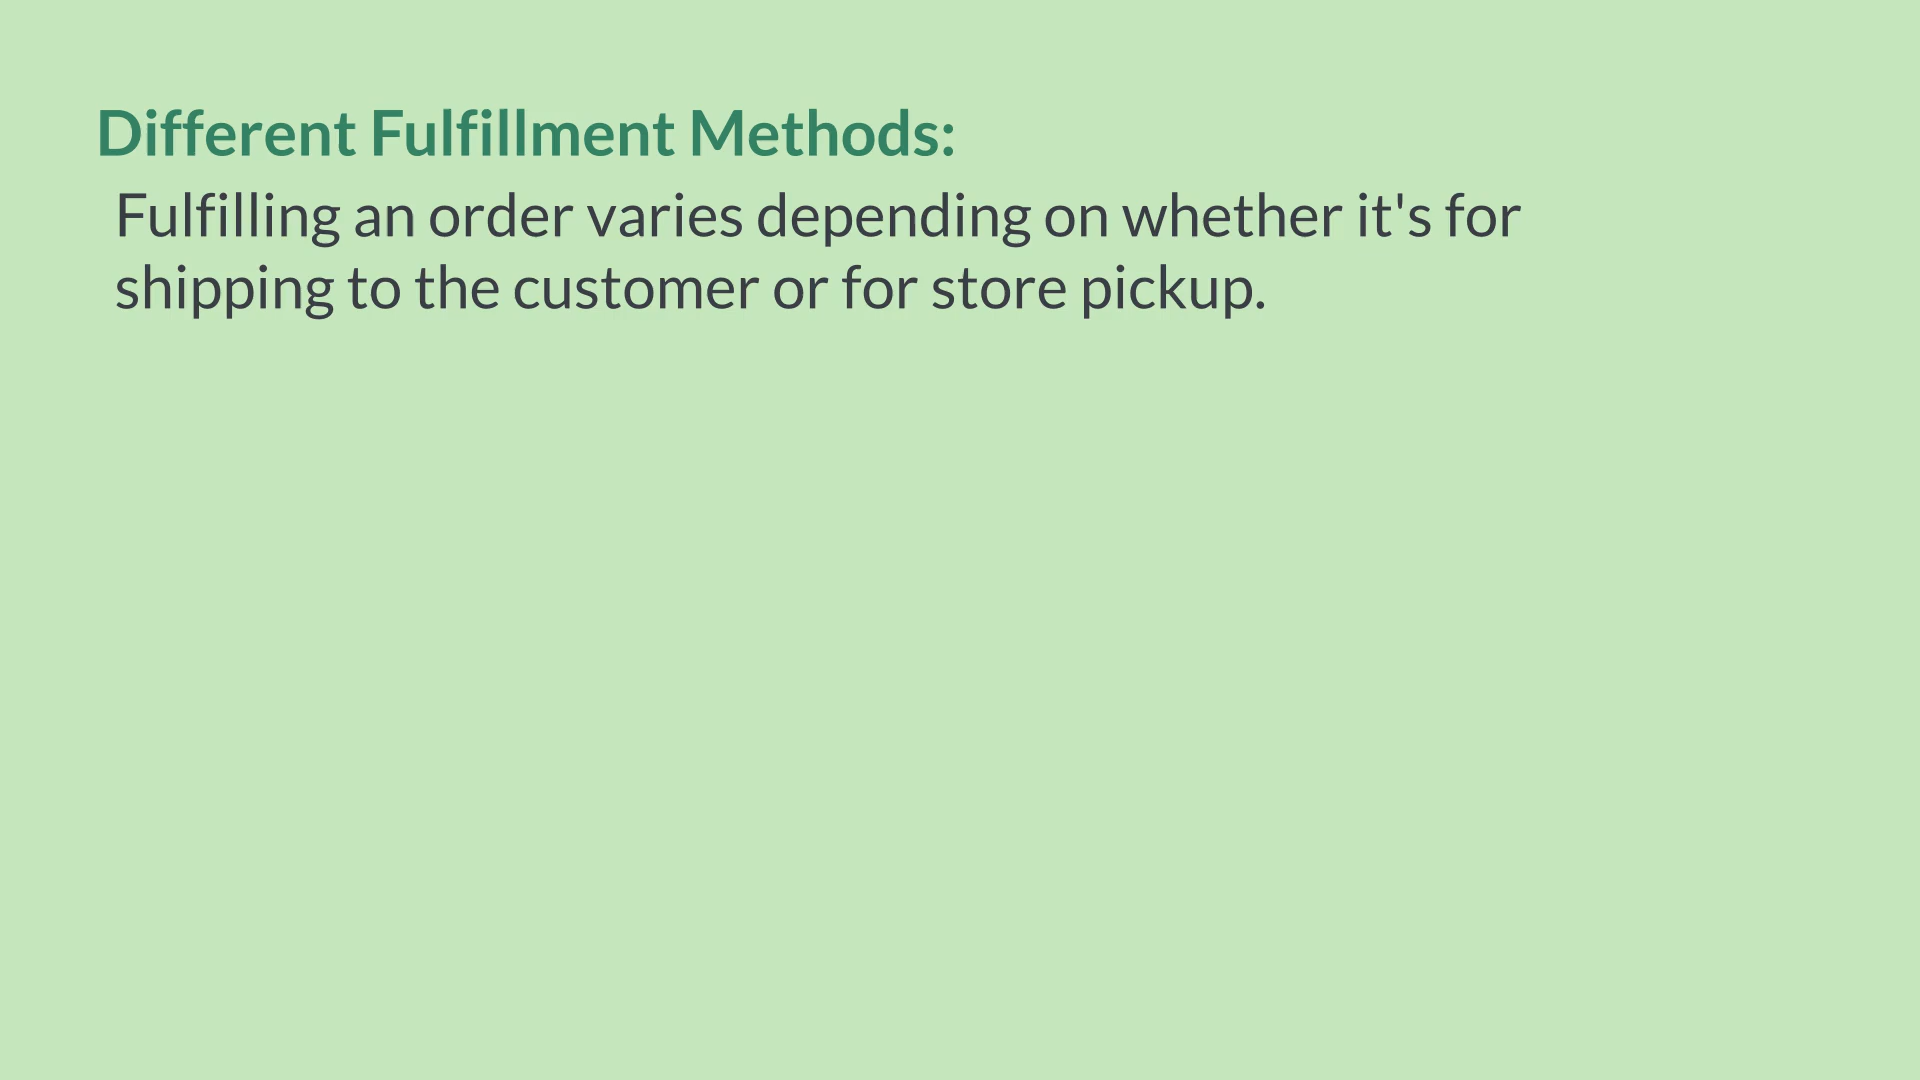 Different Fulfillment Methods:
Fulfilling an order varies depending on whether it's for
shipping to the customer or for store pickup.